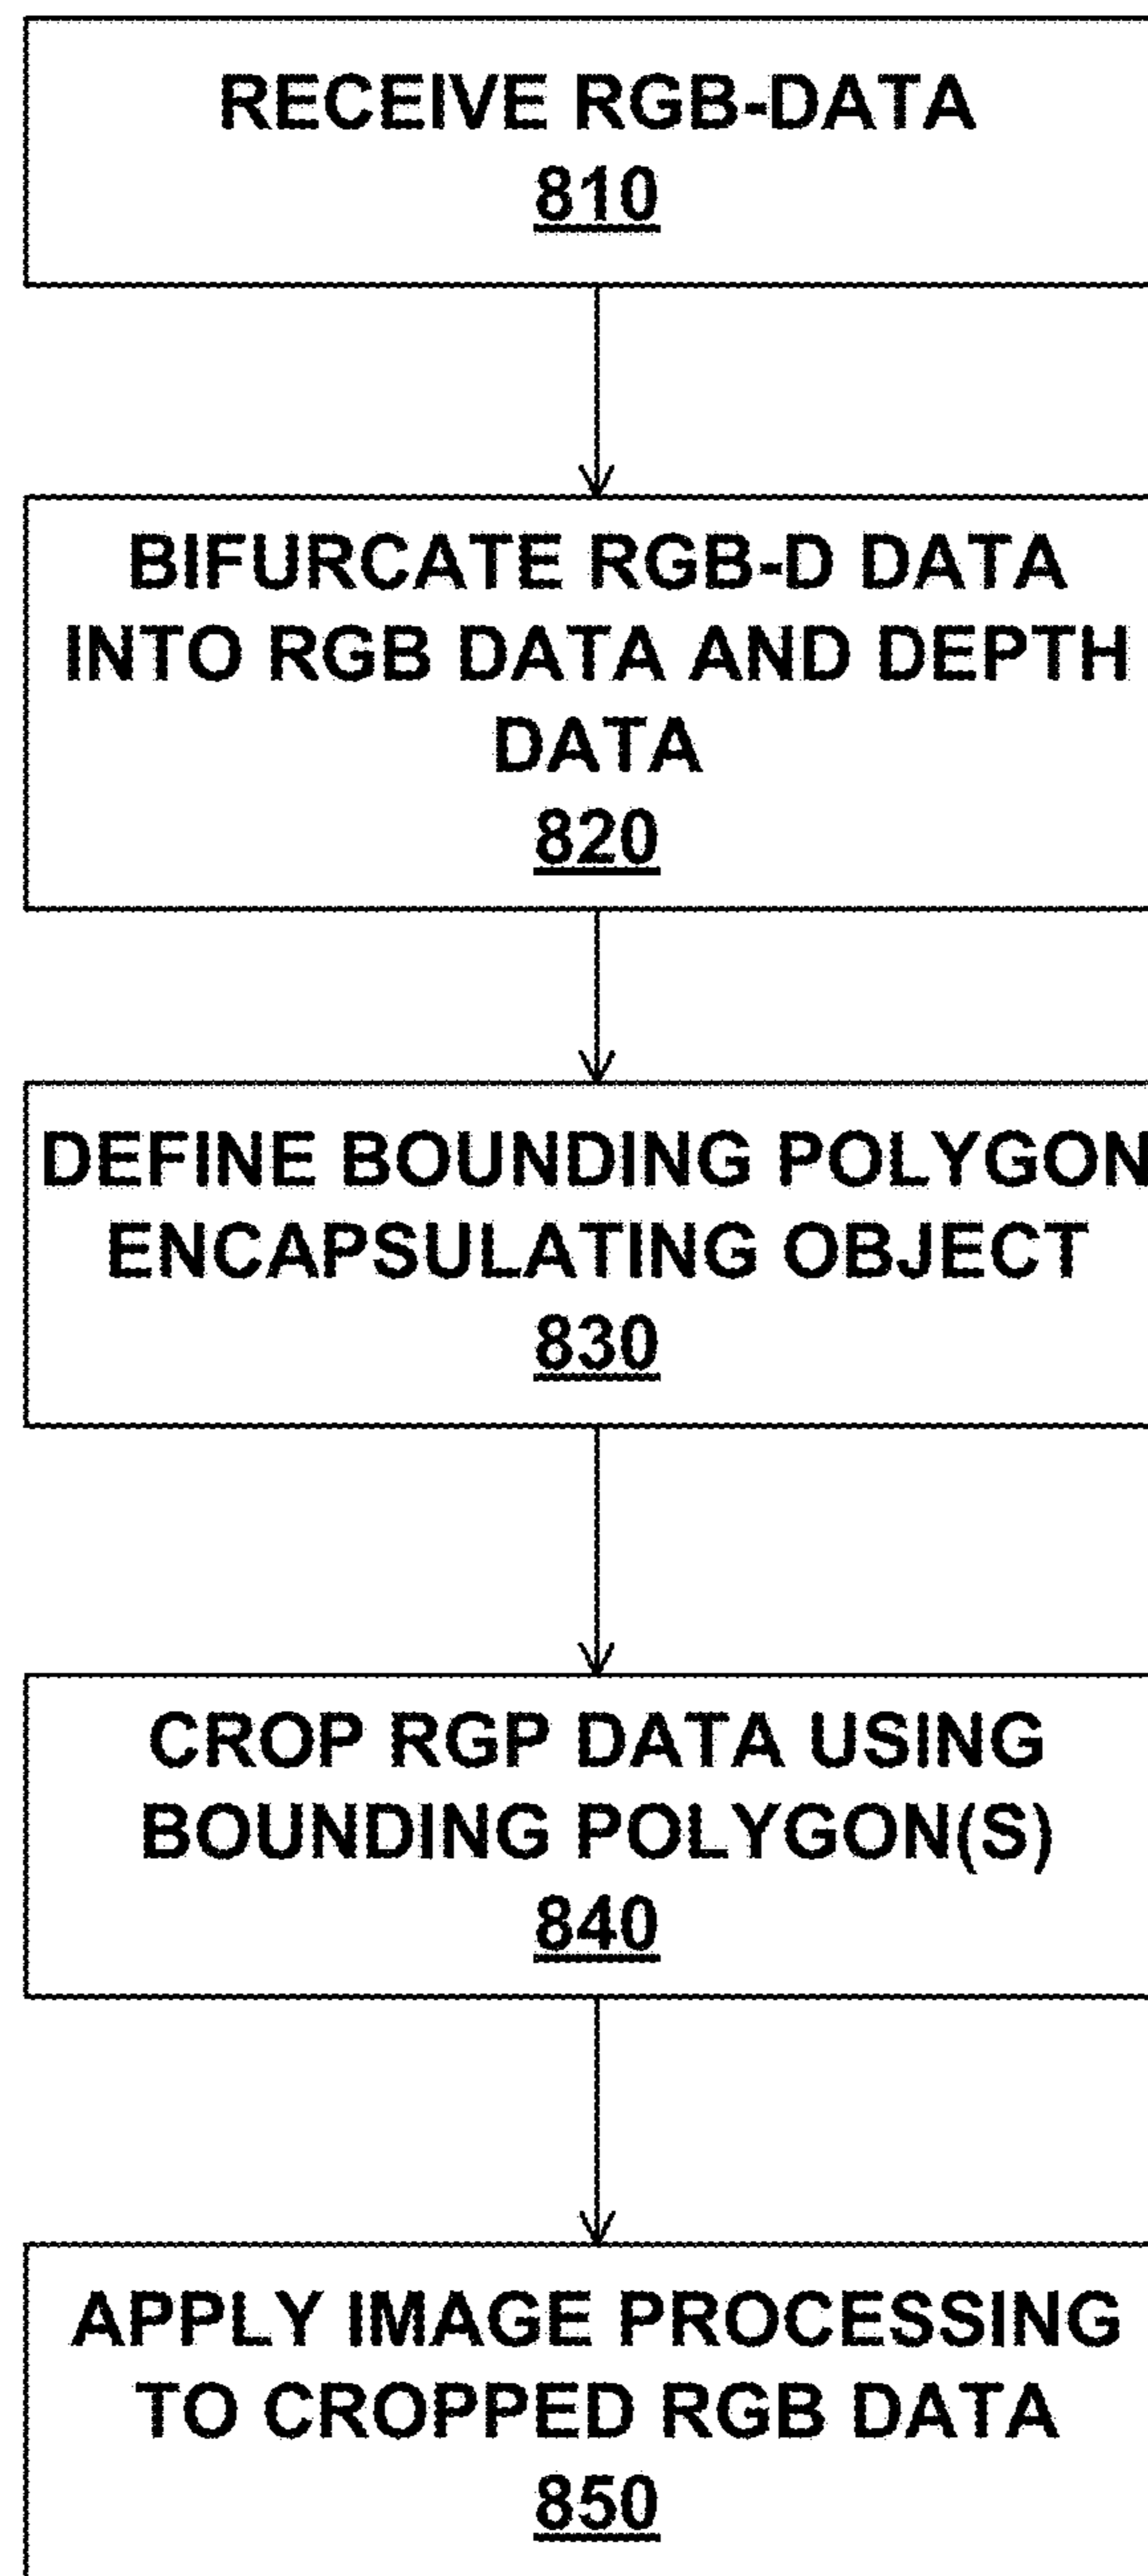 RECEIVE RGB-DATA
810
BIFURCATE RGB-D DATA
INTO RGB DATA AND DEPTH
DATA
820
DEFINE BOUNDING POLYGON
ENCAPSULATING OBJECT
830
CROP RGP DATA USING
BOUNDING POLYGON(S)
840
APPLY IMAGE PROCESSING
TO CROPPED RGB DATA
850